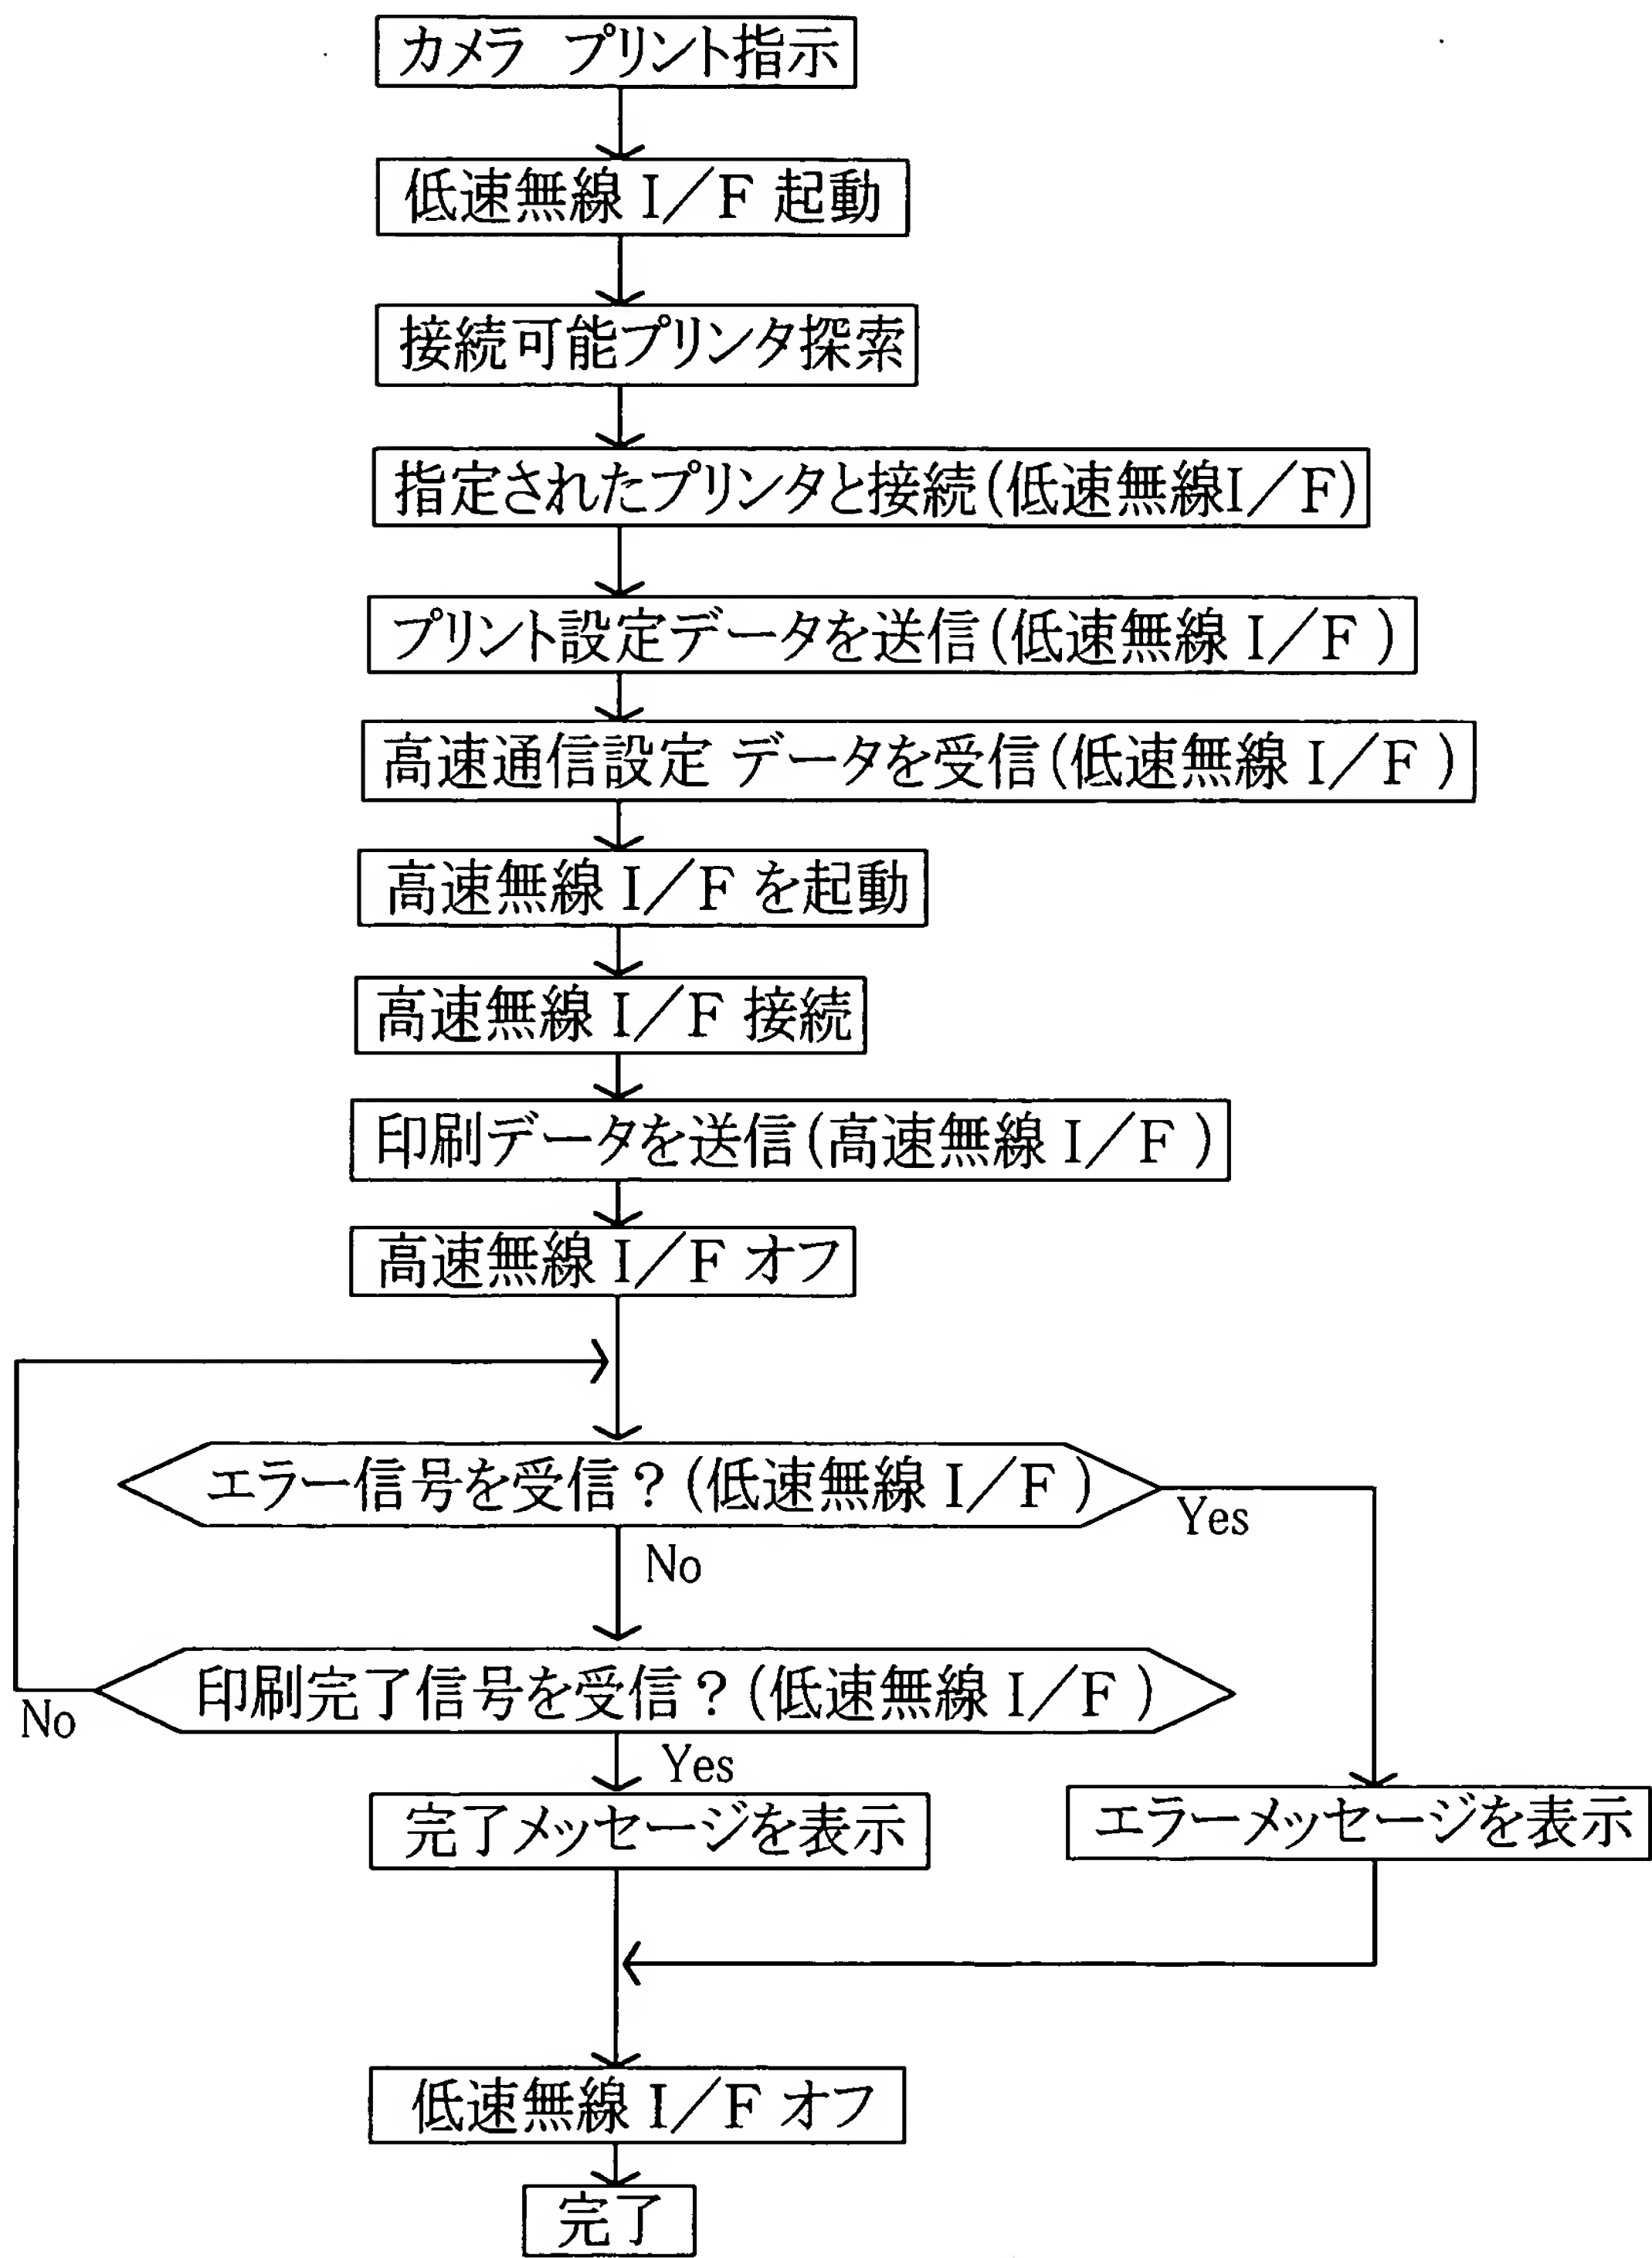 カメラ プリント指示
低速無線 I／F 起動
接続可能プリンタ探索
指定されたプリンタと接続(低速無線I／F)
プリント設定データを送信(低速無線 I／F )
高速通信設定 データを受信(低速無線 I／F )
高速無線 I／F を起動
高速無線 I／F 接続
印刷データを送信(高速無線 I／F )
高速無線 I／F オフ
エラー信号を受信？(低速無線 I／F )
Yes
No
印刷完了信号を受信？(低速無線 I／F )
No
Yes
完了メッセージを表示
エラーメッセージを表示
低速無線 I／F オフ
完了